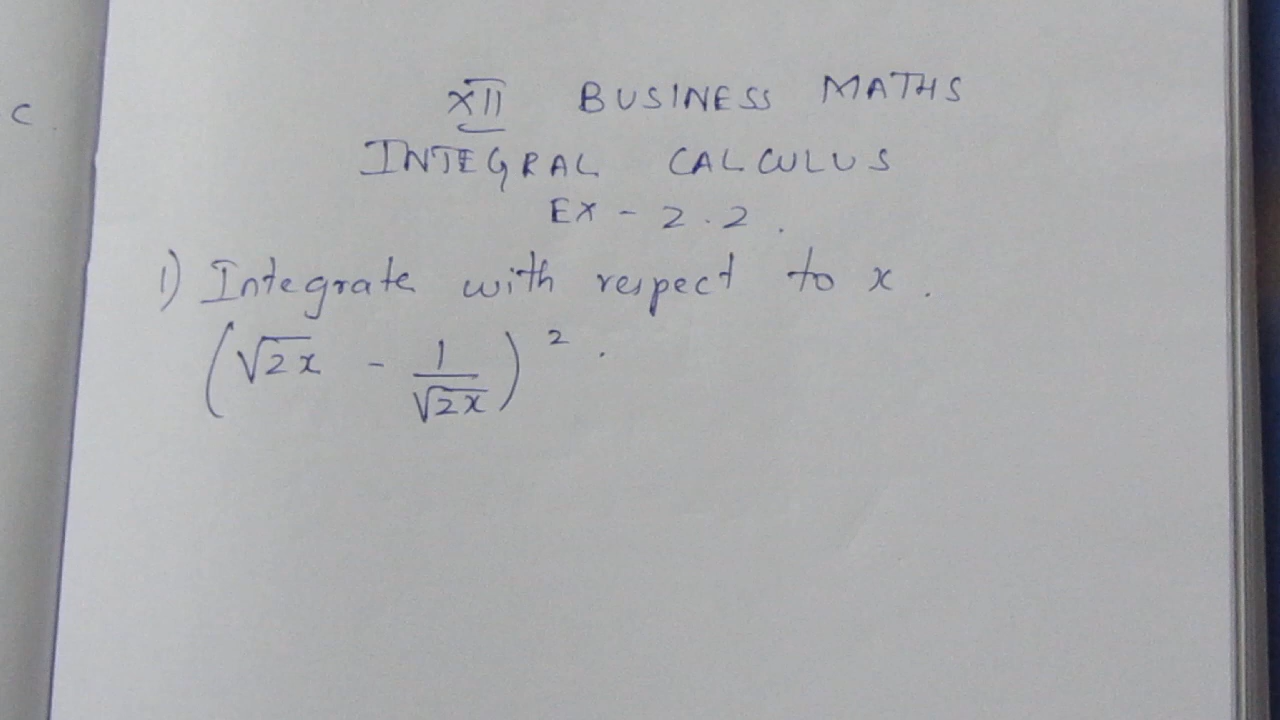 C.
XII BUSINESS MATHS
INTEGRAL CALCULUS
EX - 2.2.
1) Integrate with respect to x.
(√2x - 1/√2x)².